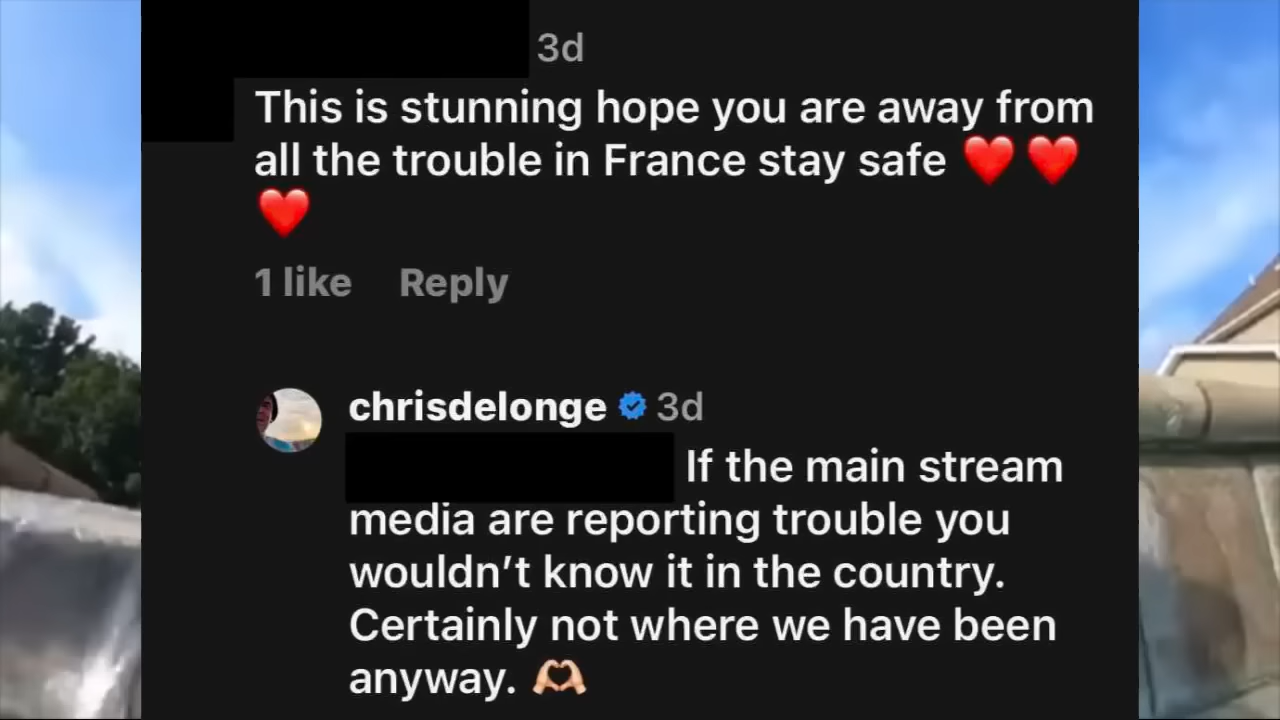 3d
This is stunning hope you are away from
all the trouble in France stay safe ❤️ ❤️
❤️
1 like Reply
chrisdelonge 3d
If the main stream
media are reporting trouble you
wouldn’t know it in the country.
Certainly not where we have been
anyway. 🫶🏻